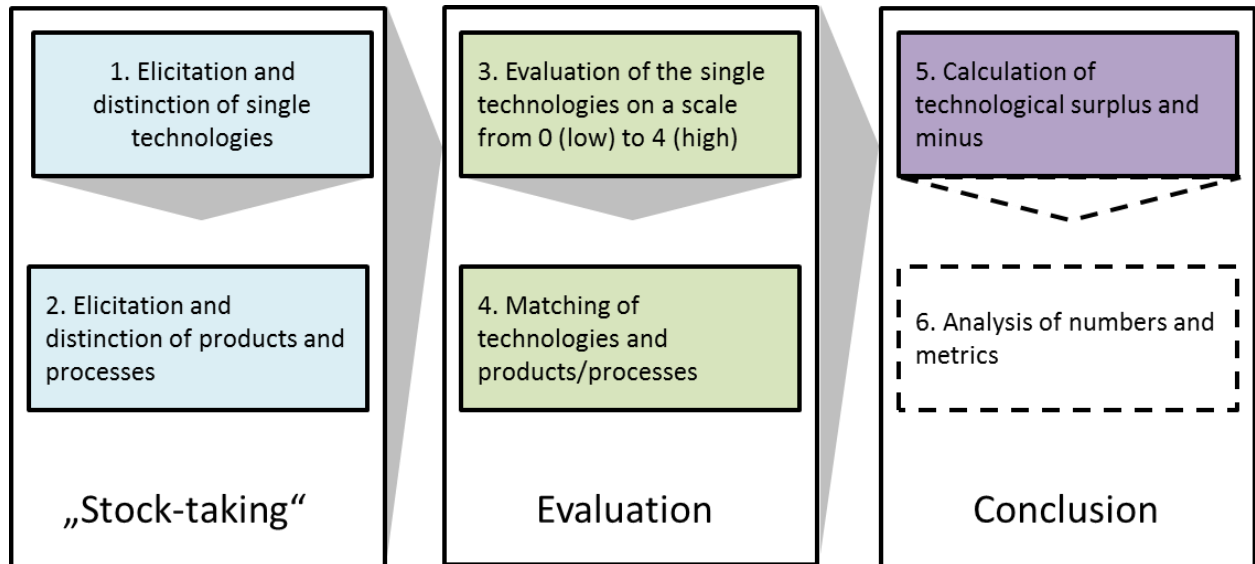 1. Elicitation and
distinction of single
technologies
2. Elicitation and
distinction of products and
processes
„Stock-taking“
3. Evaluation of the single
technologies on a scale
from 0 (low) to 4 (high)
4. Matching of
technologies and
products/processes
Evaluation
5. Calculation of
technological surplus and
minus
6. Analysis of numbers and
metrics
Conclusion